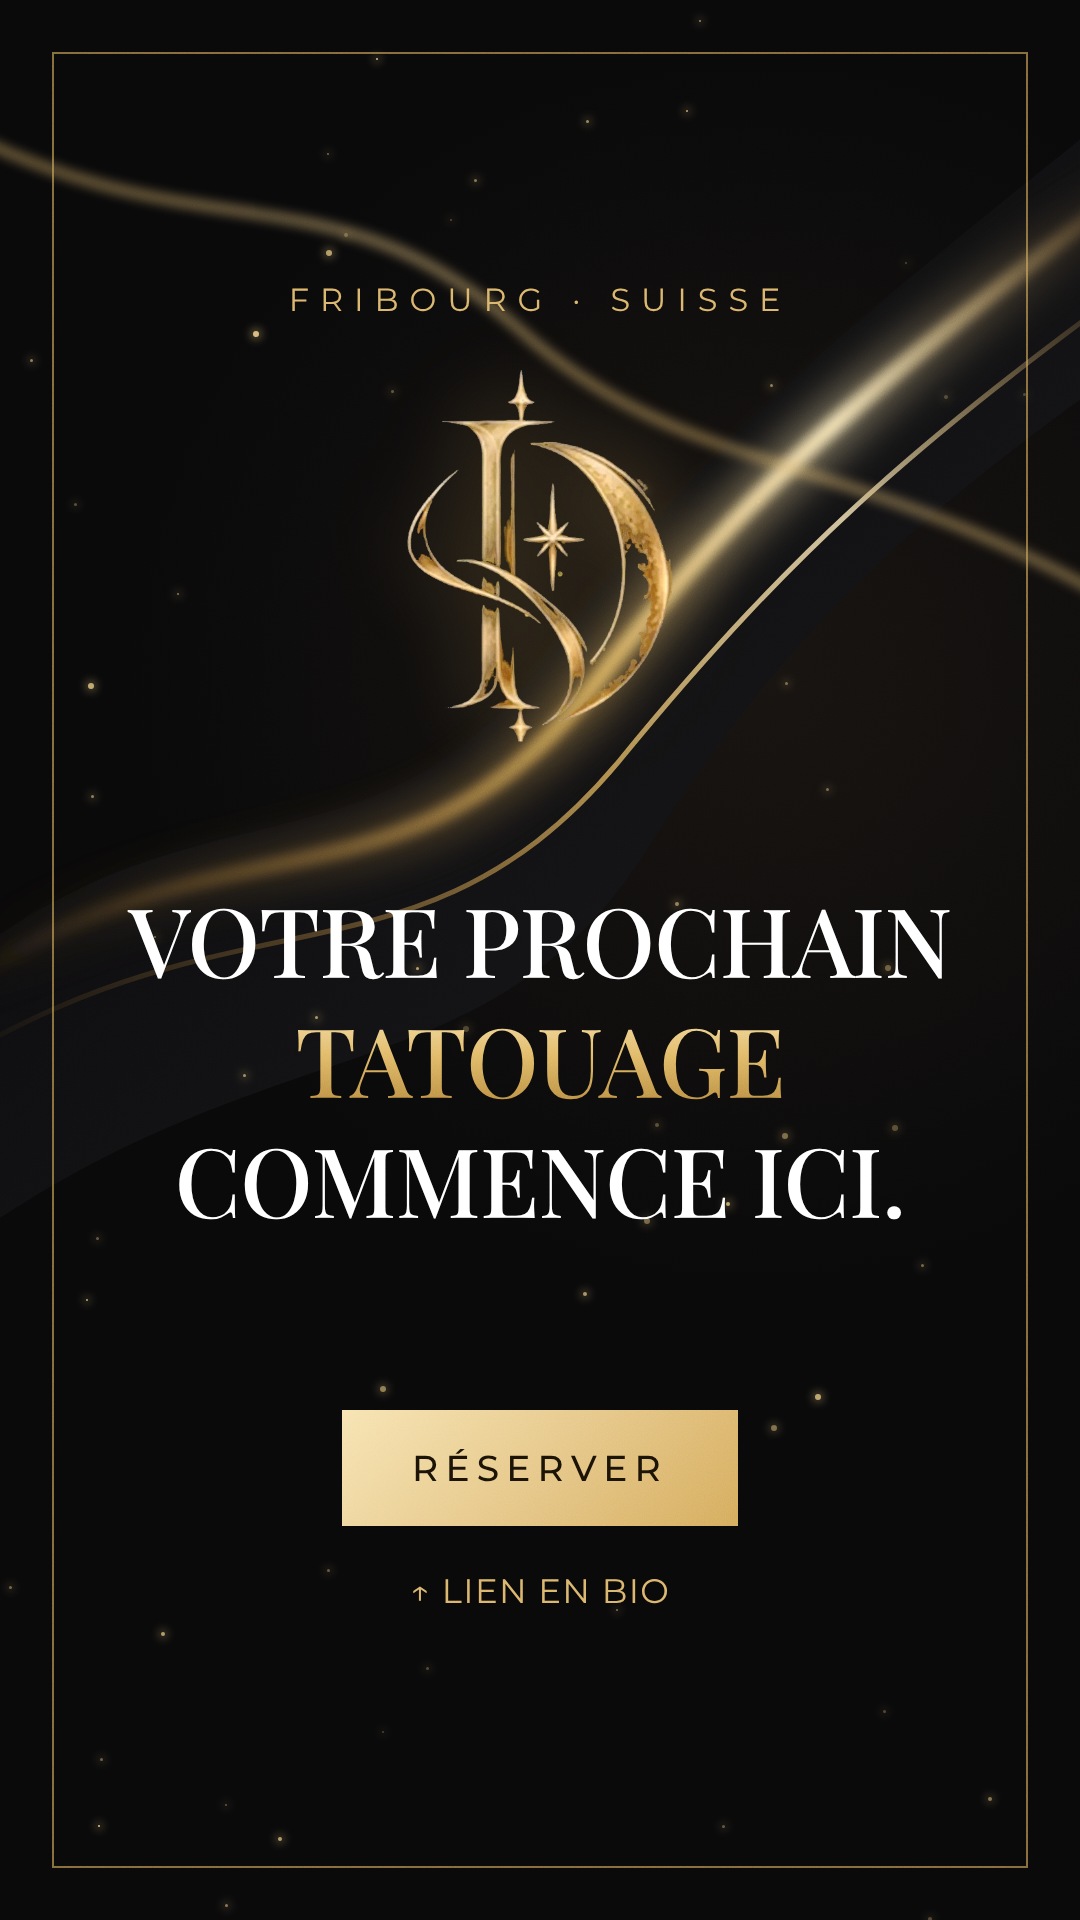 FRIBOURG · SUISSE
VOTRE PROCHAIN
TATOUAGE
COMMENCE ICI.
RÉSERVER
↑ LIEN EN BIO